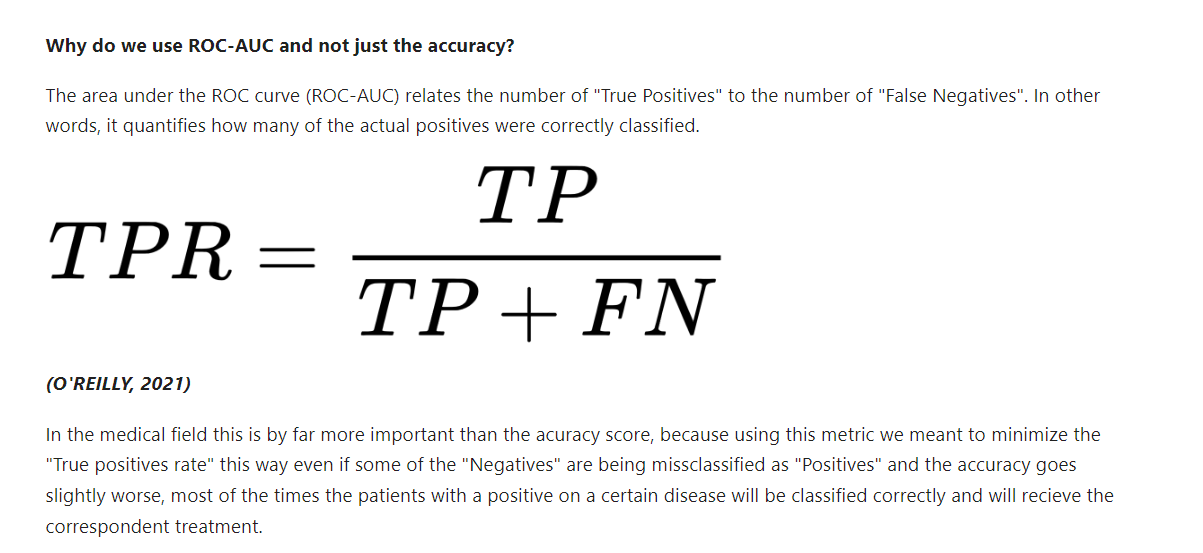 Why do we use ROC-AUC and not just the accuracy?
The area under the ROC curve (ROC-AUC) relates the number of "True Positives" to the number of "False Negatives". In other
words, it quantifies how many of the actual positives were correctly classified.
TPR = TP / (TP + FN)
(O'REILLY, 2021)
In the medical field this is by far more important than the acuracy score, because using this metric we meant to minimize the
"True positives rate" this way even if some of the "Negatives" are being missclassified as "Positives" and the accuracy goes
slightly worse, most of the times the patients with a positive on a certain disease will be classified correctly and will recieve the
correspondent treatment.